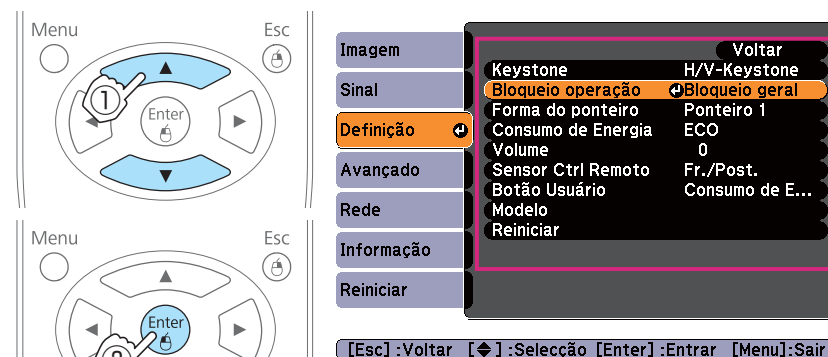 Menu
Esc
1
Enter
Menu
Esc
Enter
Imagem
Sinal
Definição
Avançado
Rede
Informação
Reiniciar
Voltar
Keystone H/V-Keystone
Bloqueio operação Bloqueio geral
Forma do ponteiro Ponteiro 1
Consumo de Energia ECO
Volume 0
Sensor Ctrl Remoto Fr./Post.
Botão Usuário Consumo de E...
Modelo
Reiniciar
[Esc] :Voltar [◆] :Selecção [Enter] :Entrar [Menu]:Sair